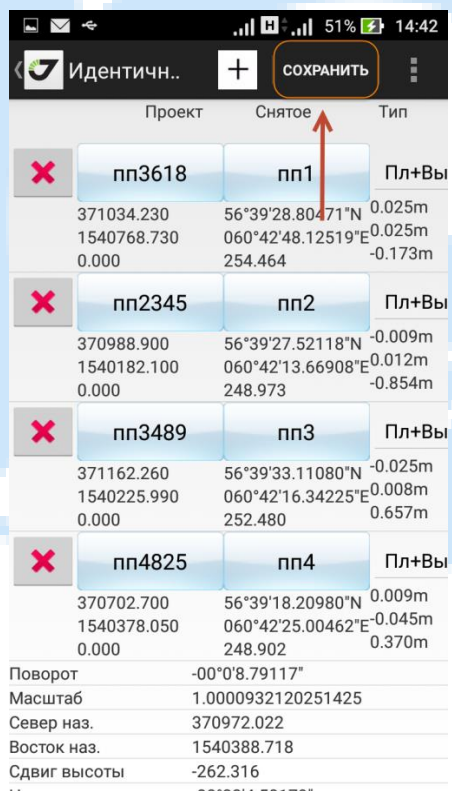 51% 14:42
Идентичн.. + СОХРАНИТЬ
Проект Снятое Тип
пп3618 пп1 Пл+Вы
371034.230 56°39'28.80471"N 0.025m
1540768.730 060°42'48.12519"E 0.025m
0.000 254.464 -0.173m
пп2345 пп2 Пл+Вы
370988.900 56°39'27.52118"N -0.009m
1540182.100 060°42'13.66908"E 0.012m
0.000 248.973 -0.854m
пп3489 пп3 Пл+Вы
371162.260 56°39'33.11080"N -0.025m
1540225.990 060°42'16.34225"E 0.008m
0.000 252.480 0.657m
пп4825 пп4 Пл+Вы
370702.700 56°39'18.20980"N 0.009m
1540378.050 060°42'25.00462"E -0.045m
0.000 248.902 0.370m
Поворот -00°0'8.79117"
Масштаб 1.0000932120251425
Север наз. 370972.022
Восток наз. 1540388.718
Сдвиг высоты -262.316